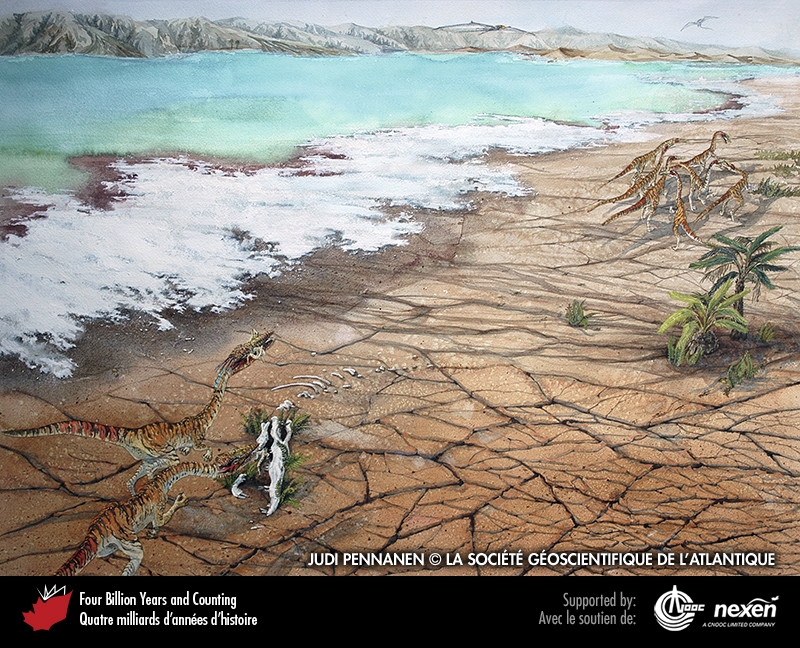 JUDI PENNANEN © LA SOCIÉTÉ GÉOSCIENTIFIQUE DE L'ATLANTIQUE
Four Billion Years and Counting
Quatre milliards d'années d'histoire
Supported by:
Avec le soutien de:
CNOOC
nexen
A CNOOC LIMITED COMPANY